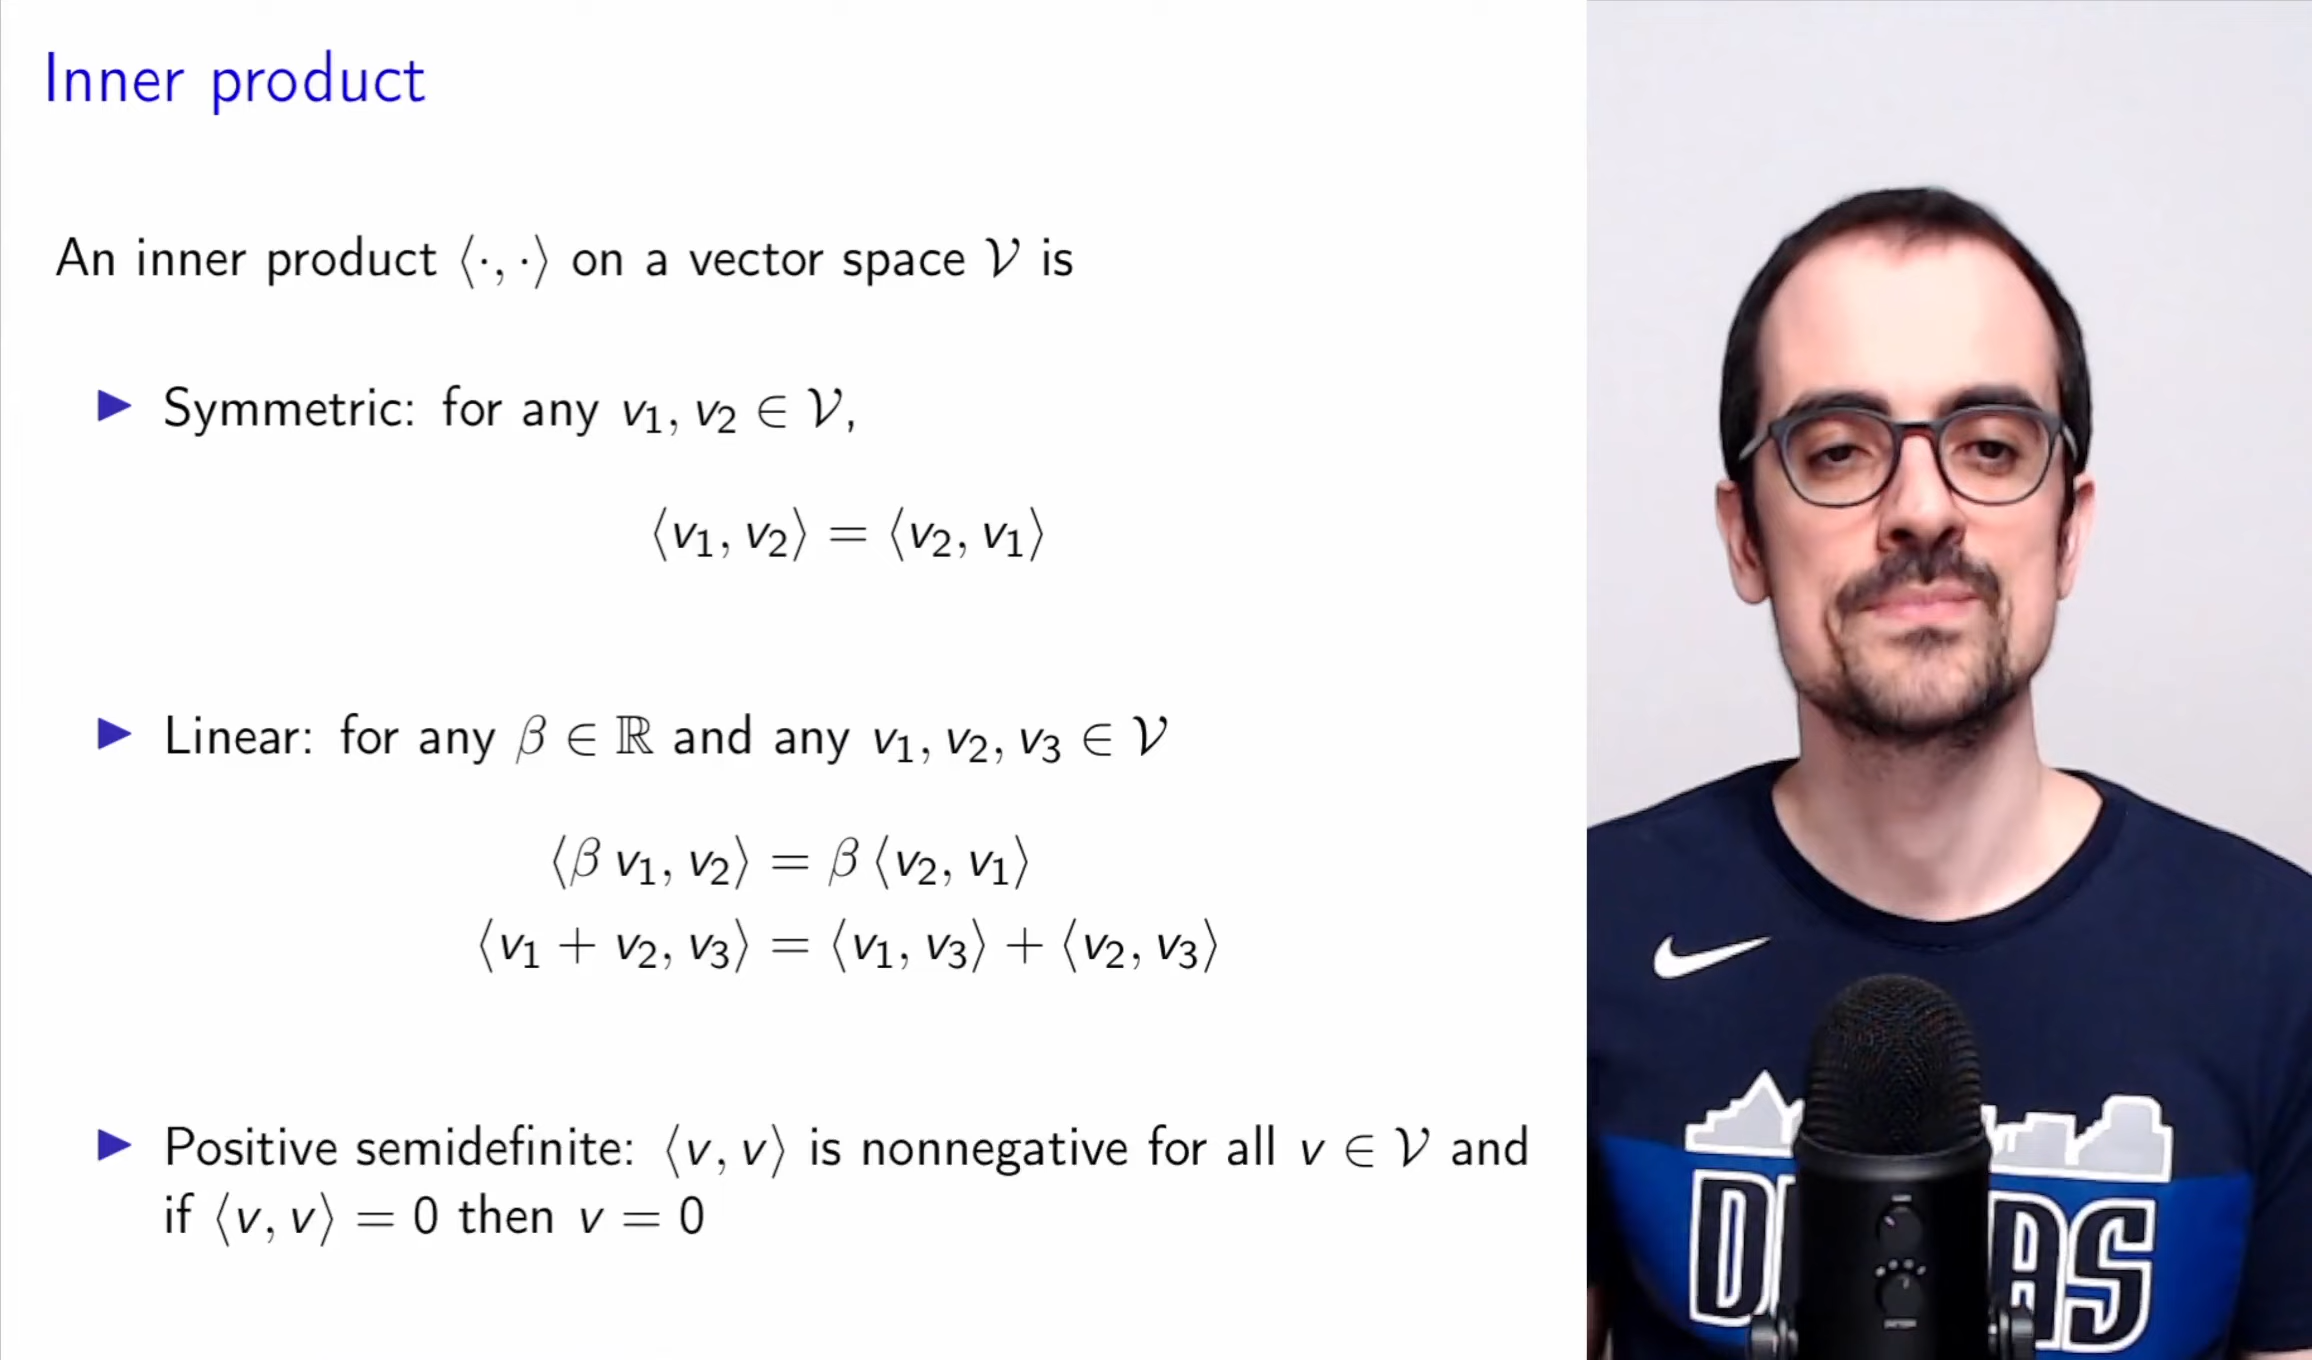 Inner product
An inner product ⟨·, ·⟩ on a vector space 𝒱 is
▶ Symmetric: for any v₁, v₂ ∈ 𝒱,
⟨v₁, v₂⟩ = ⟨v₂, v₁⟩
▶ Linear: for any β ∈ ℝ and any v₁, v₂, v₃ ∈ 𝒱
⟨β v₁, v₂⟩ = β ⟨v₂, v₁⟩
⟨v₁ + v₂, v₃⟩ = ⟨v₁, v₃⟩ + ⟨v₂, v₃⟩
▶ Positive semidefinite: ⟨v, v⟩ is nonnegative for all v ∈ 𝒱 and
if ⟨v, v⟩ = 0 then v = 0